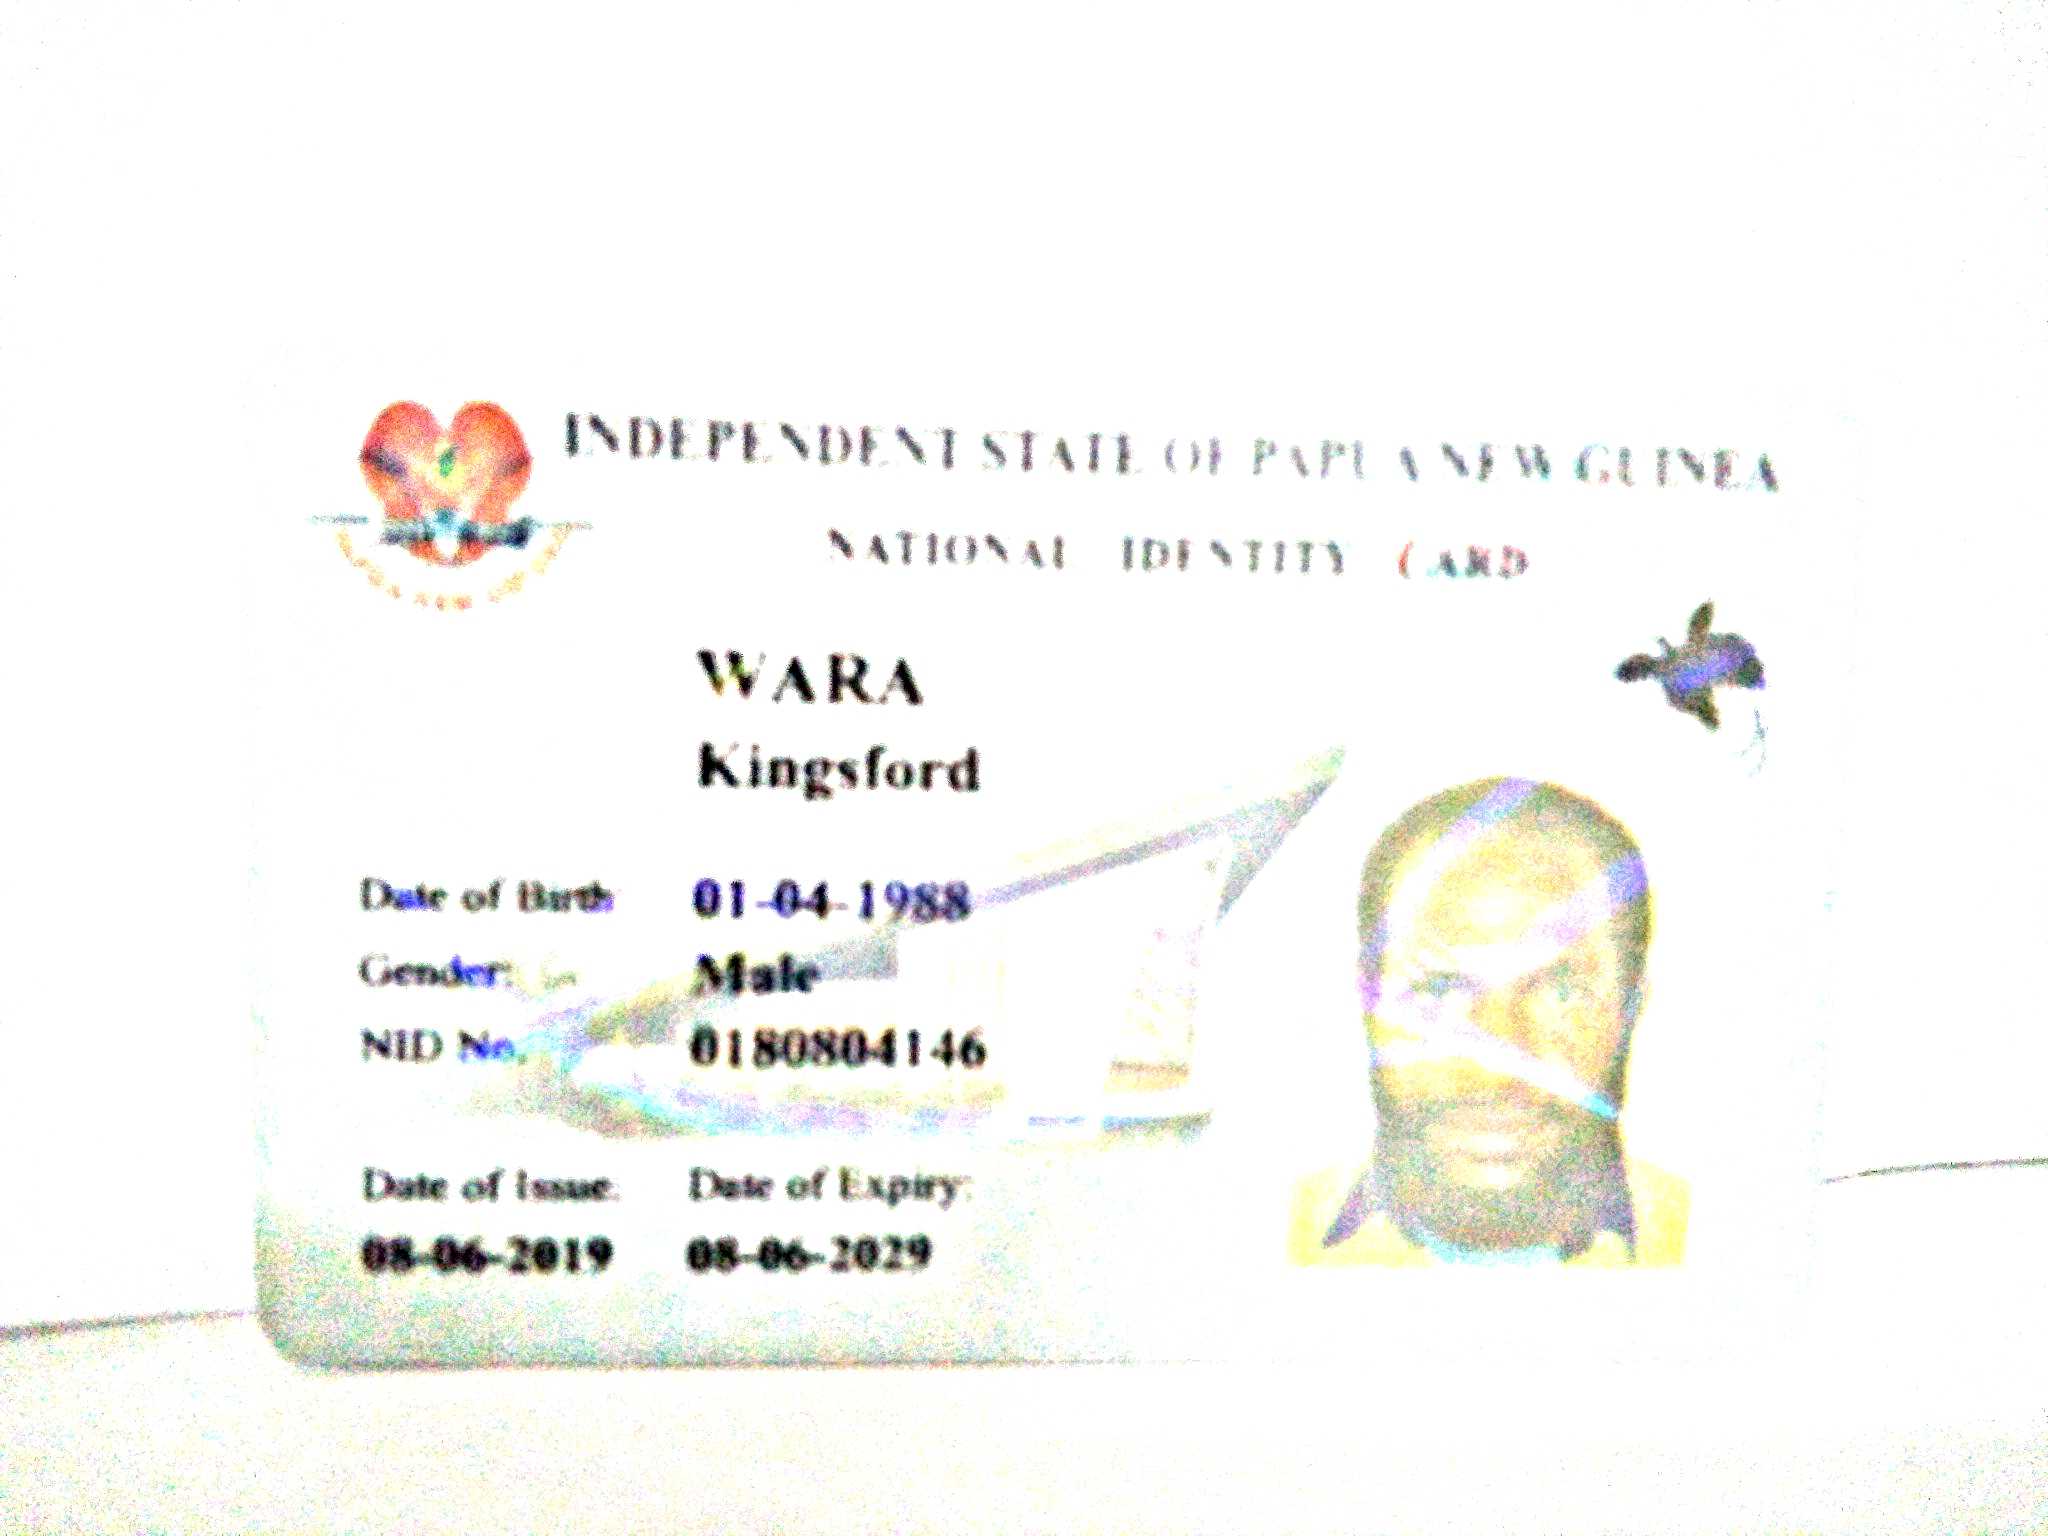 INDEPENDENT STATE OF PAPUA NEW GUINEA
NATIONAL IDENTITY CARD
WARA
Kingsford
Date of Birth: 01-04-1988
Gender: Male
NID No. 0180804146
Date of Issue: Date of Expiry:
08-06-2019 08-06-2029